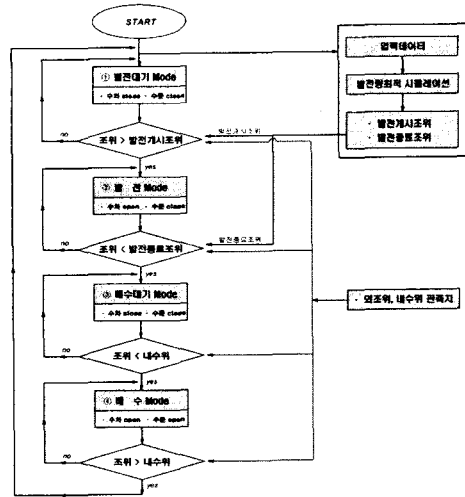 START
입력데이터
① 발전대기 Mode
· 수차 close · 수문 close
발전량최적 시뮬레이션
· 발전개시조위
· 발전종료조위
발전개시조위
no
조위 > 발전개시조위
yes
② 발 전 Mode
· 수차 open · 수문 close
no
조위 < 발전종료조위
발전종료조위
yes
③ 배수대기 Mode
· 수차 close · 수문 close
· 외조위, 내수위 관측치
no
조위 < 내수위
yes
④ 배 수 Mode
· 수차 open · 수문 open
no
조위 > 내수위
yes